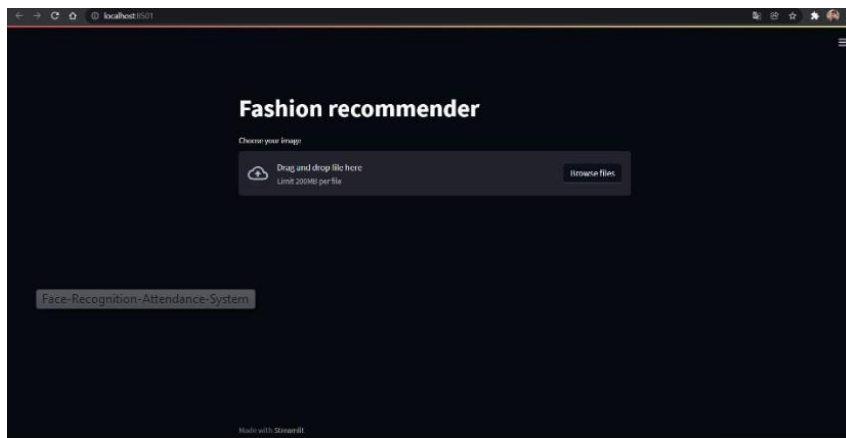 localhost:8501
Fashion recommender
Choose your image
Drag and drop file here
Limit 200MB per file
Browse files
Face-Recognition-Attendance-System
Made with Streamlit